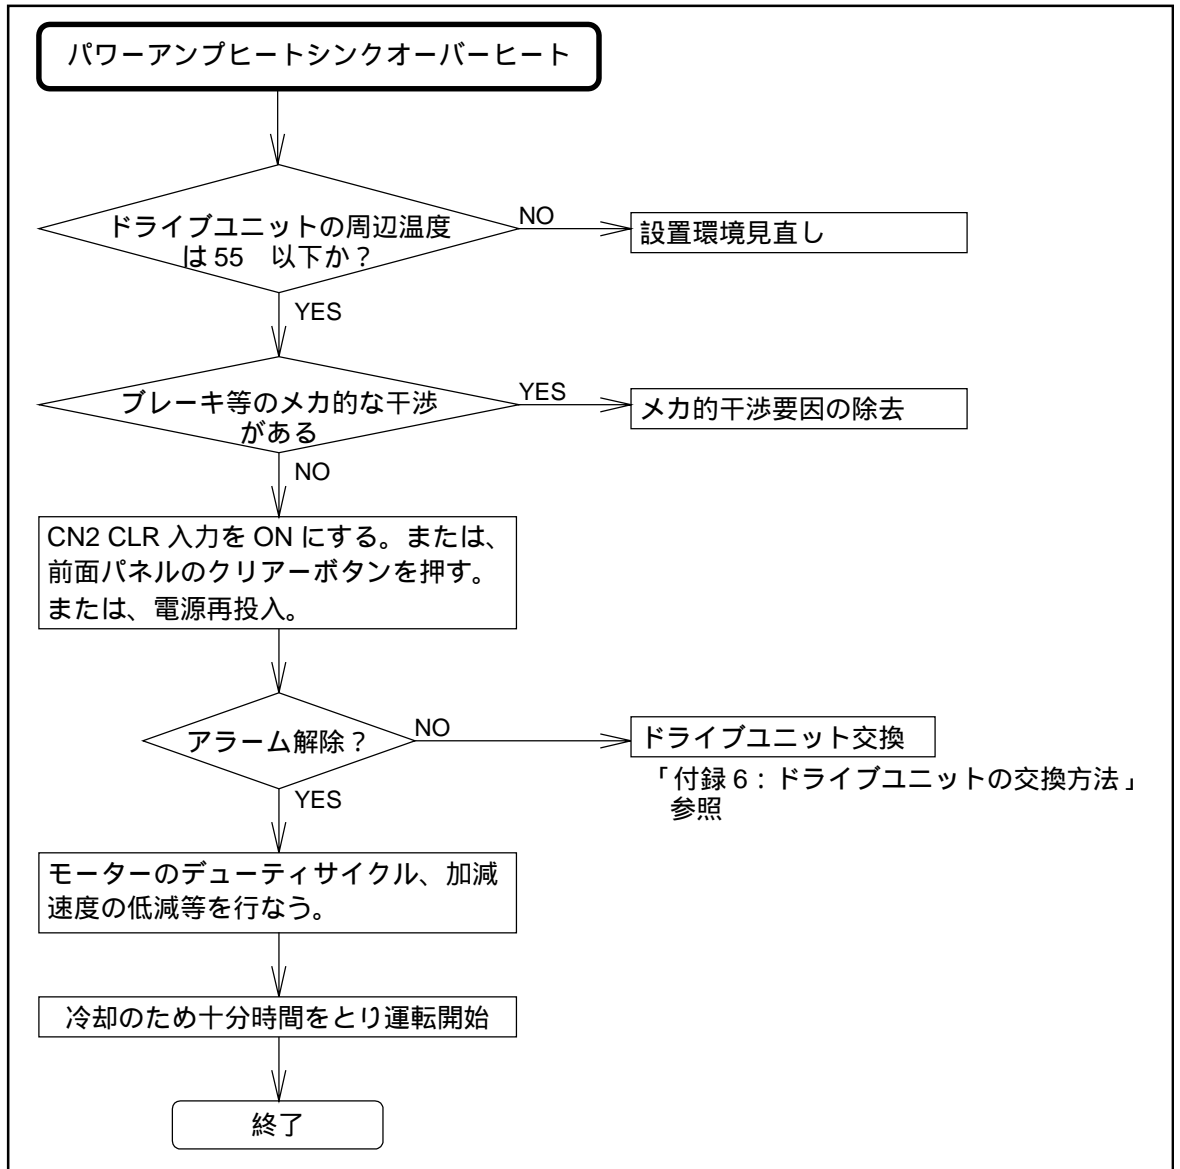 パワーアンプヒートシンクオーバーヒート
ドライブユニットの周辺温度
は 55　以下か？
NO
設置環境見直し
YES
ブレーキ等のメカ的な干渉
がある
YES
メカ的干渉要因の除去
NO
CN2 CLR 入力を ON にする。または、
前面パネルのクリアーボタンを押す。
または、電源再投入。
アラーム解除？
NO
ドライブユニット交換
「付録 6：ドライブユニットの交換方法」
参照
YES
モーターのデューティサイクル、加減
速度の低減等を行なう。
冷却のため十分時間をとり運転開始
終了